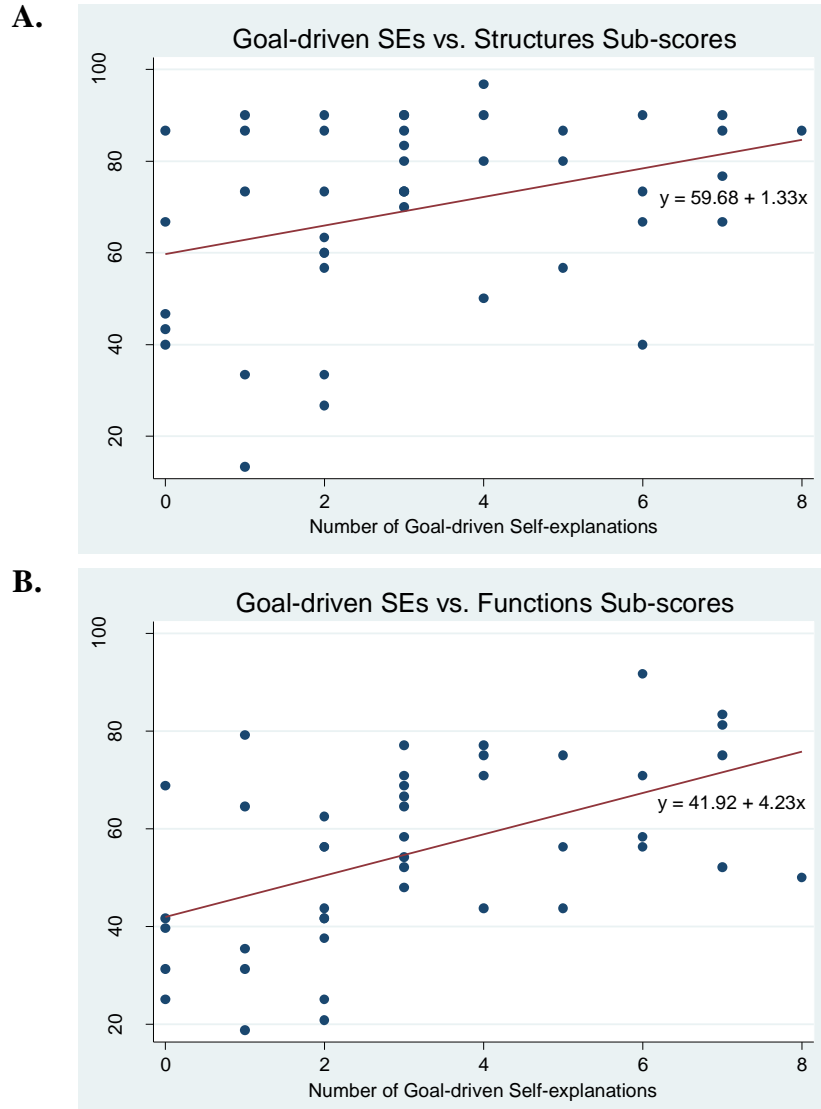 A.
Goal-driven SEs vs. Structures Sub-scores
100
80
60
40
20
y = 59.68 + 1.33x
0 2 4 6 8
Number of Goal-driven Self-explanations
B.
Goal-driven SEs vs. Functions Sub-scores
100
80
60
40
20
y = 41.92 + 4.23x
0 2 4 6 8
Number of Goal-driven Self-explanations